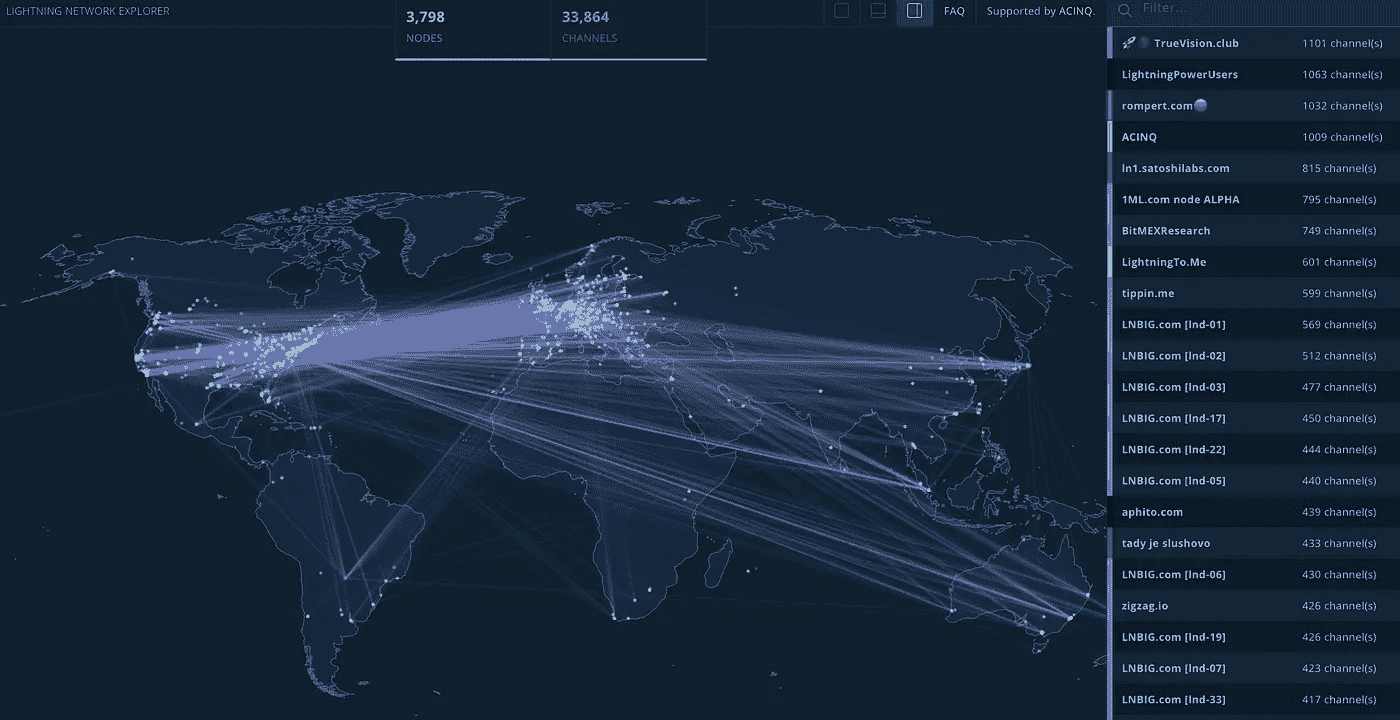 LIGHTNING NETWORK EXPLORER
3,798
NODES
33,864
CHANNELS
FAQ
Supported by ACINQ.
Filter...
TrueVision.club 1101 channel(s)
LightningPowerUsers 1063 channel(s)
rompert.com 1032 channel(s)
ACINQ 1009 channel(s)
ln1.satoshilabs.com 815 channel(s)
1ML.com node ALPHA 795 channel(s)
BitMEXResearch 749 channel(s)
LightningTo.Me 601 channel(s)
tippin.me 599 channel(s)
LNBIG.com [lnd-01] 569 channel(s)
LNBIG.com [lnd-02] 512 channel(s)
LNBIG.com [lnd-03] 477 channel(s)
LNBIG.com [lnd-17] 450 channel(s)
LNBIG.com [lnd-22] 444 channel(s)
LNBIG.com [lnd-05] 440 channel(s)
aphito.com 439 channel(s)
tady je slushovo 433 channel(s)
LNBIG.com [lnd-06] 430 channel(s)
zigzag.io 426 channel(s)
LNBIG.com [lnd-19] 426 channel(s)
LNBIG.com [lnd-07] 423 channel(s)
LNBIG.com [lnd-33] 417 channel(s)